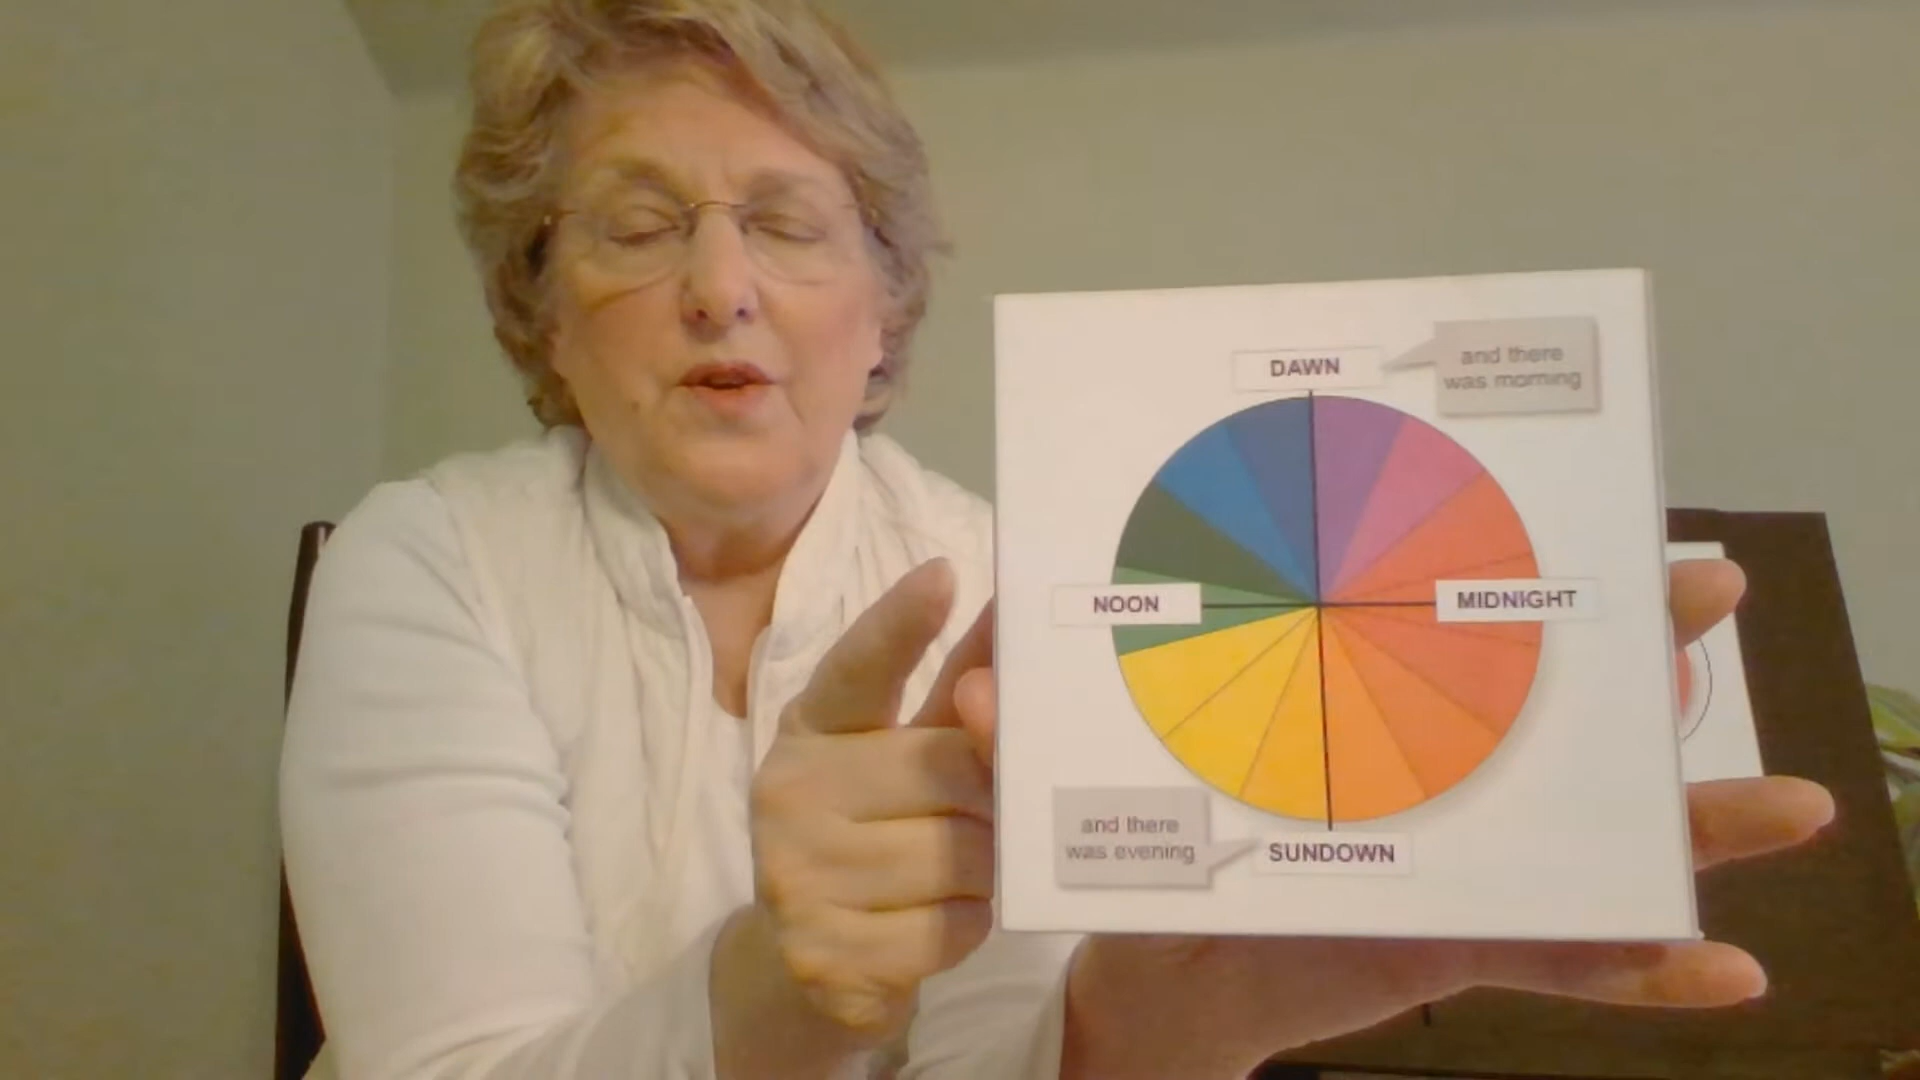 DAWN
and there
was morning
NOON
MIDNIGHT
and there
was evening
SUNDOWN